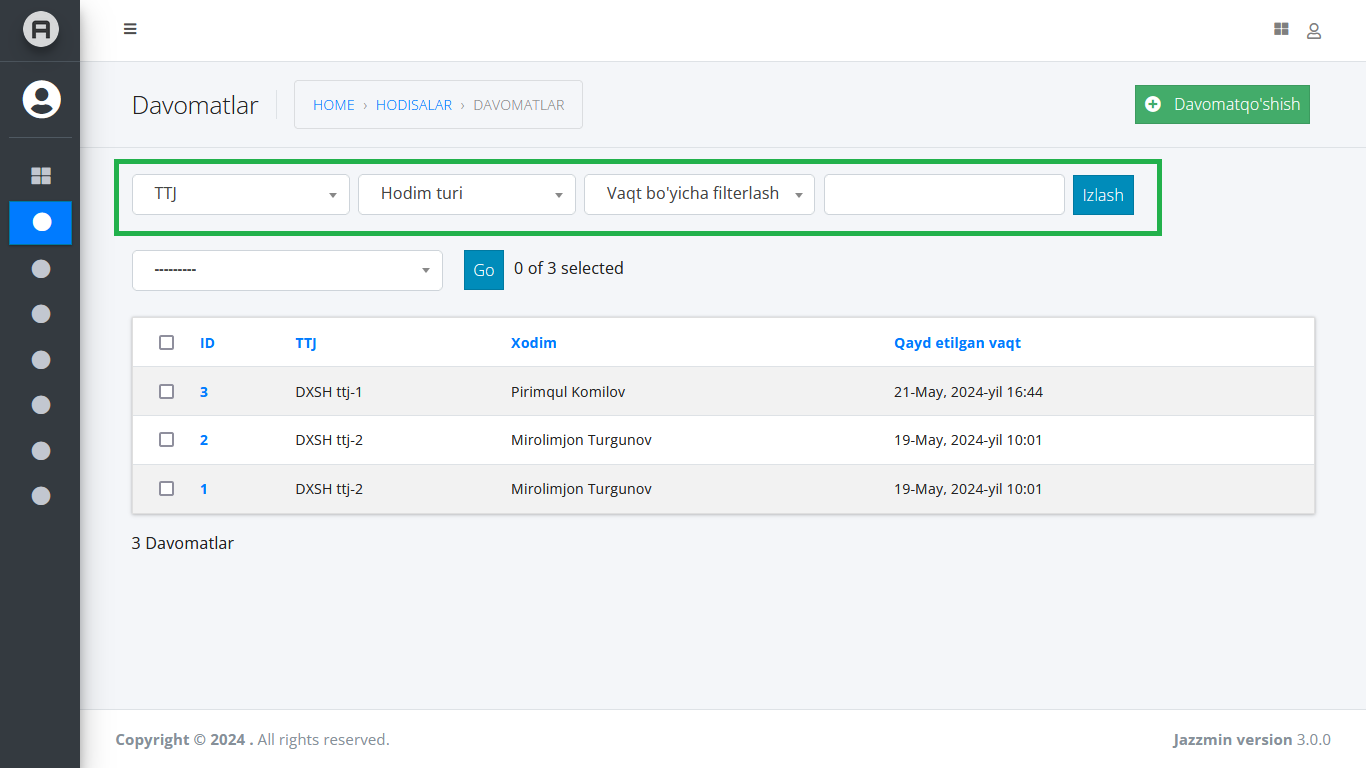 Davomatlar
HOME › HODISALAR › DAVOMATLAR
Davomatqo'shish
TTJ
Hodim turi
Vaqt bo'yicha filterlash
Izlash
---------
Go
0 of 3 selected
ID TTJ Xodim Qayd etilgan vaqt
3 DXSH ttj-1 Pirimqul Komilov 21-May, 2024-yil 16:44
2 DXSH ttj-2 Mirolimjon Turgunov 19-May, 2024-yil 10:01
1 DXSH ttj-2 Mirolimjon Turgunov 19-May, 2024-yil 10:01
3 Davomatlar
Copyright © 2024 . All rights reserved.
Jazzmin version 3.0.0